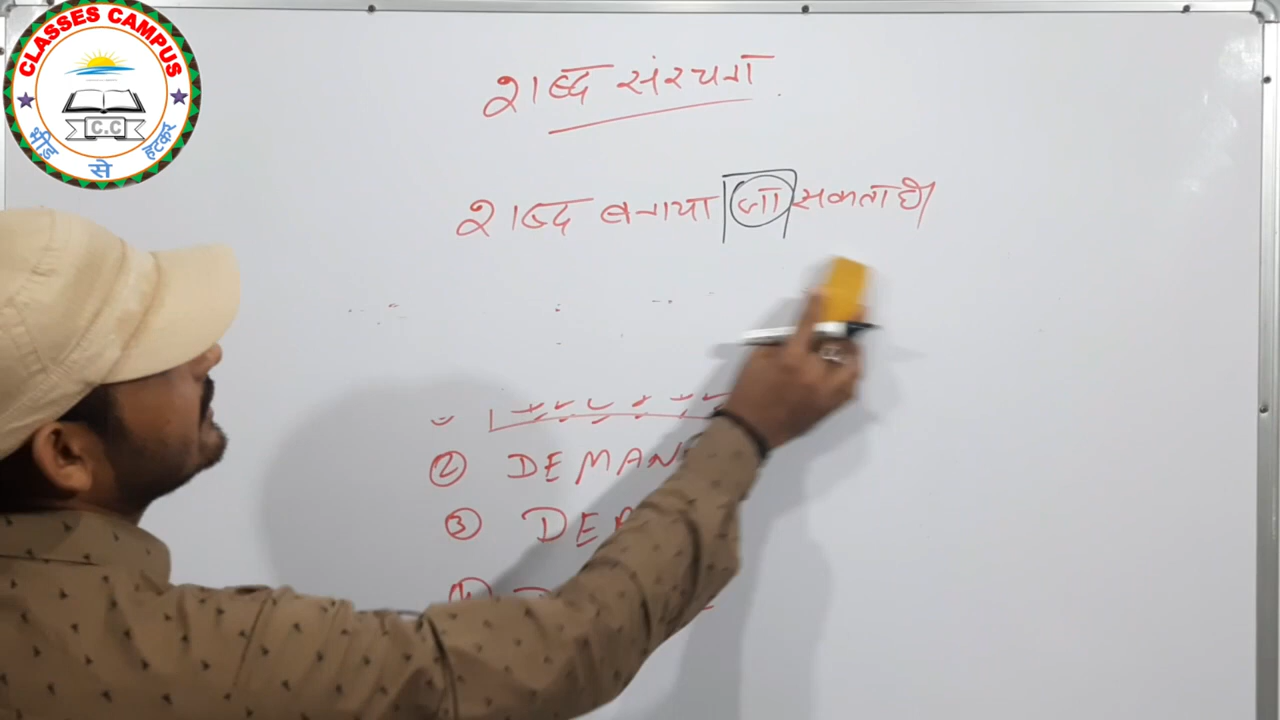 CLASSES CAMPUS
C.C
भीड़ से हटकर
शब्द संरचना
शब्द बनाया जा सकता है।
② DEMAN
③ DE